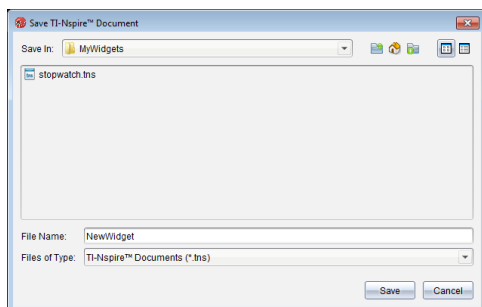 Save TI-Nspire™ Document
Save In: MyWidgets
stopwatch.tns
File Name: NewWidget
Files of Type: TI-Nspire™ Documents (*.tns)
Save Cancel